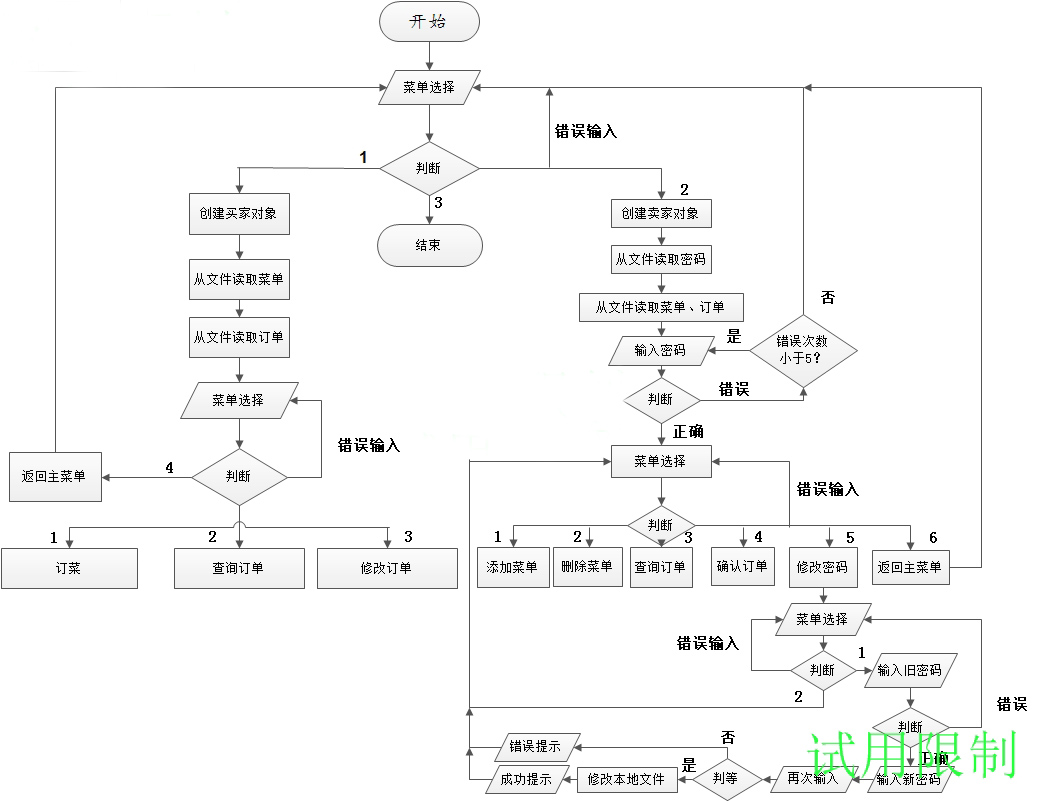 开始
菜单选择
错误输入
1
判断
3
2
创建买家对象
创建卖家对象
结束
从文件读取菜单
从文件读取密码
从文件读取菜单、订单
否
从文件读取订单
是
错误次数
小于5?
输入密码
错误
菜单选择
判断
正确
错误输入
返回主菜单
4
判断
菜单选择
错误输入
判断
1
2
3
1
2
3
4
5
6
订菜
查询订单
修改订单
添加菜单
删除菜单
查询订单
确认订单
修改密码
返回主菜单
菜单选择
错误输入
1
判断
输入旧密码
2
错误
判断
否
错误提示
正确
是
成功提示
修改本地文件
判等
再次输入
输入新密码
试用限制